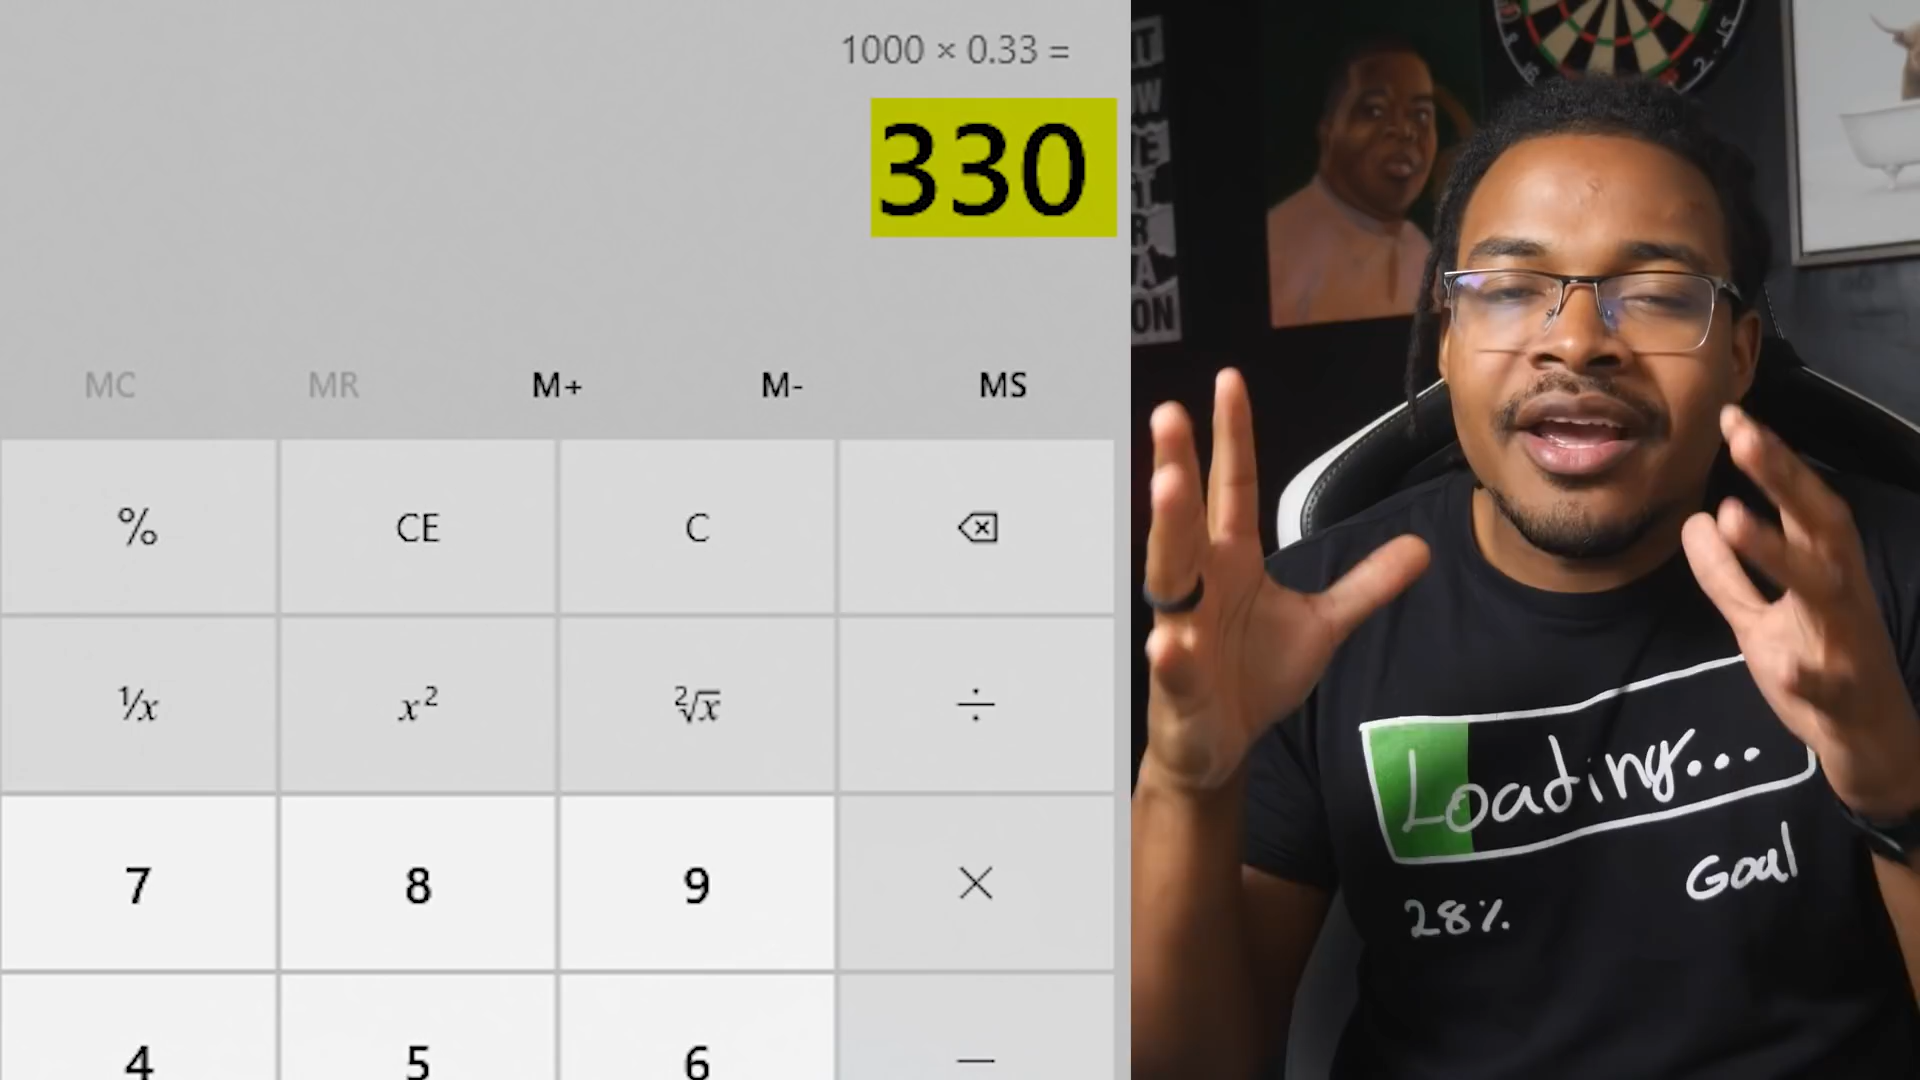 1000 × 0.33 =
330
MC MR M+ M- MS
% CE C
¹/x x² ²√x ÷
7 8 9 ×
4 5 6 −
ON
Loading...
28%
Goal